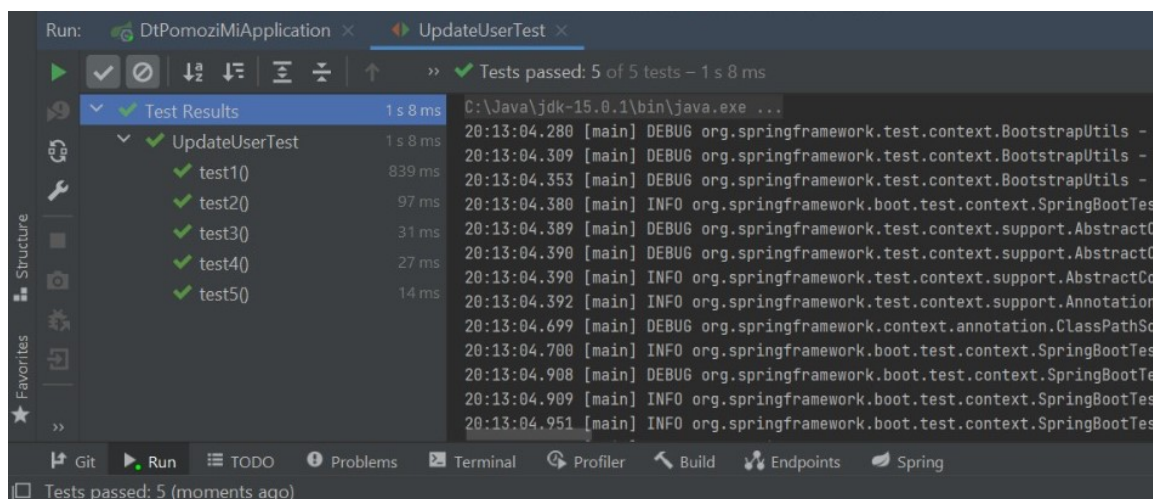 Run: DtPomoziMiApplication × UpdateUserTest ×
>> Tests passed: 5 of 5 tests – 1 s 8 ms
Test Results 1 s 8 ms
UpdateUserTest 1 s 8 ms
test1() 839 ms
test2() 97 ms
test3() 31 ms
test4() 27 ms
test5() 14 ms
C:\Java\jdk-15.0.1\bin\java.exe ...
20:13:04.280 [main] DEBUG org.springframework.test.context.BootstrapUtils -
20:13:04.309 [main] DEBUG org.springframework.test.context.BootstrapUtils -
20:13:04.353 [main] DEBUG org.springframework.test.context.BootstrapUtils -
20:13:04.380 [main] INFO org.springframework.boot.test.context.SpringBootTes
20:13:04.389 [main] DEBUG org.springframework.test.context.support.AbstractC
20:13:04.390 [main] DEBUG org.springframework.test.context.support.AbstractC
20:13:04.390 [main] INFO org.springframework.test.context.support.AbstractCo
20:13:04.392 [main] INFO org.springframework.test.context.support.Annotation
20:13:04.699 [main] DEBUG org.springframework.context.annotation.ClassPathSc
20:13:04.700 [main] INFO org.springframework.boot.test.context.SpringBootTes
20:13:04.908 [main] DEBUG org.springframework.boot.test.context.SpringBootTe
20:13:04.909 [main] INFO org.springframework.boot.test.context.SpringBootTes
20:13:04.951 [main] INFO org.springframework.boot.test.context.SpringBootTes
Structure
Favorites
>>
Git Run TODO Problems Terminal Profiler Build Endpoints Spring
Tests passed: 5 (moments ago)